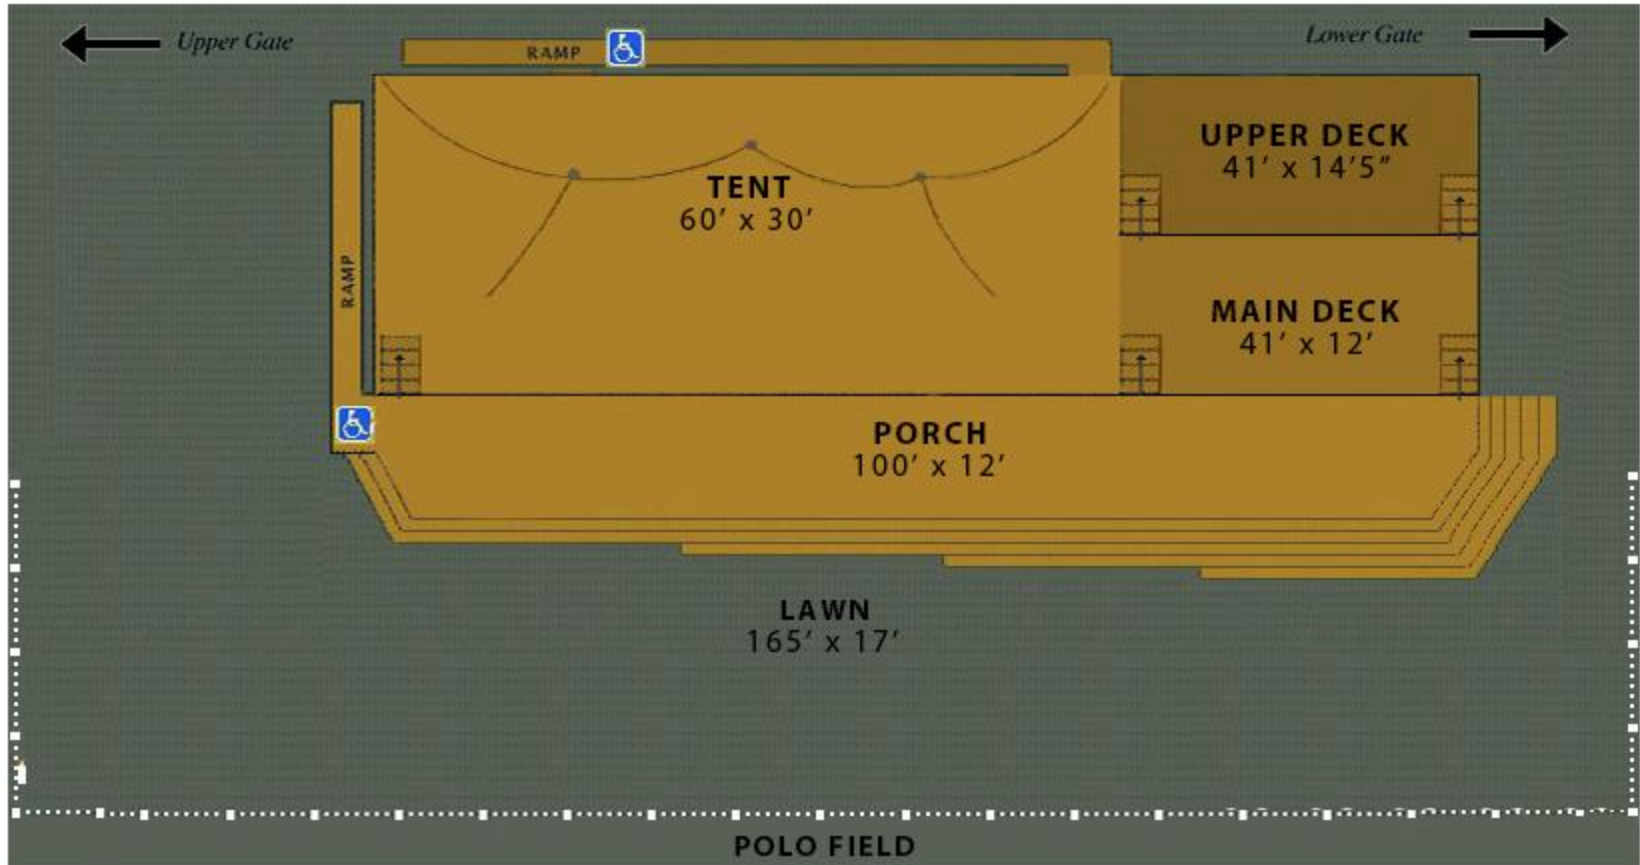 Upper Gate
Lower Gate
RAMP
UPPER DECK
41' x 14'5"
TENT
60' x 30'
RAMP
MAIN DECK
41' x 12'
PORCH
100' x 12'
LAWN
165' x 17'
POLO FIELD